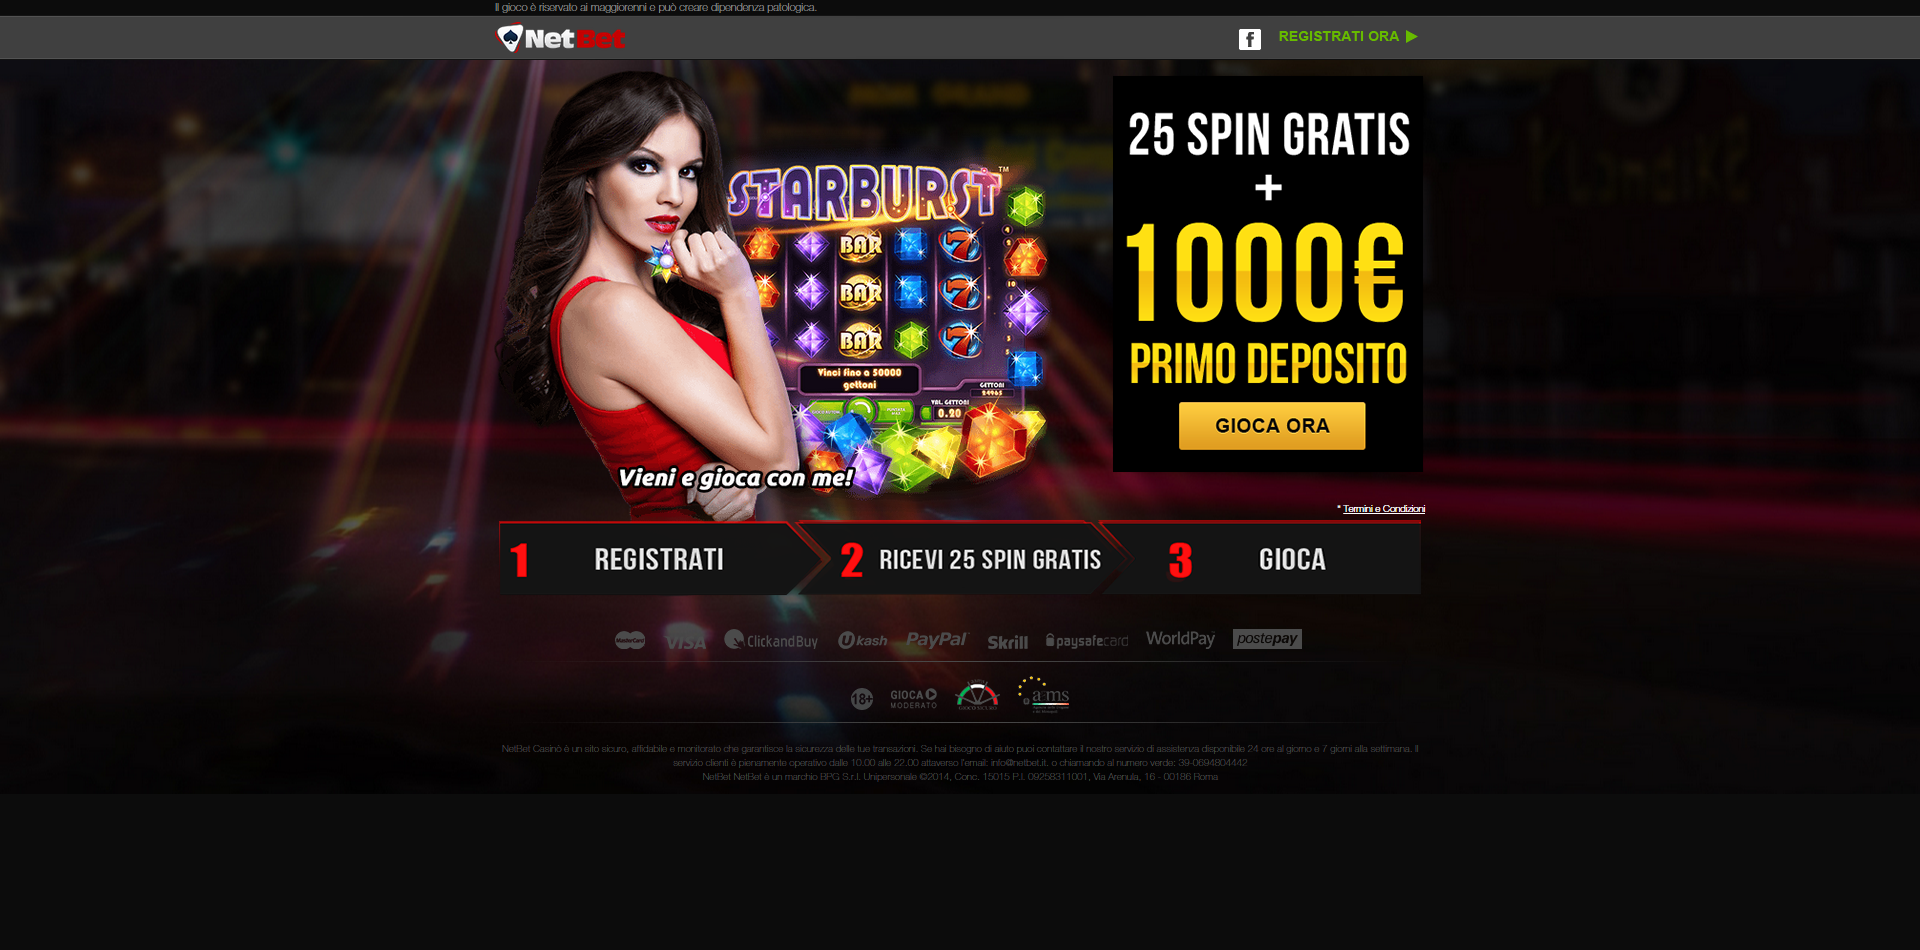 Il gioco è riservato ai maggiorenni e può creare dipendenza patologica.
NetBet
f
REGISTRATI ORA
25 SPIN GRATIS
+
1000€
PRIMO DEPOSITO
GIOCA ORA
STARBURST™
BAR
7
BAR
7
BAR
7
Vinci fino a 50000
gettoni
GETTONI
24965
VAL. GETTONI
0.20
Vieni e gioca con me!
* Termini e Condizioni
1 REGISTRATI
2 RICEVI 25 SPIN GRATIS
3 GIOCA
MasterCard VISA ClickandBuy Ukash PayPal Skrill paysafecard WorldPay postepay
18+ GIOCA MODERATO aams
NetBet Casinò è un sito sicuro, affidabile e monitorato che garantisce la sicurezza delle tue transazioni. Se hai bisogno di aiuto puoi contattare il nostro servizio di assistenza disponibile 24 ore al giorno e 7 giorni alla settimana. Il
servizio clienti è pienamente operativo dalle 10.00 alle 22.00 attaverso l'email: info@netbet.it. o chiamando al numero verde: 39-0694804442
NetBet NetBet è un marchio BPG S.r.l. Unipersonale ©2014, Conc. 15015 P.I. 09258311001, Via Arenula, 16 - 00186 Roma